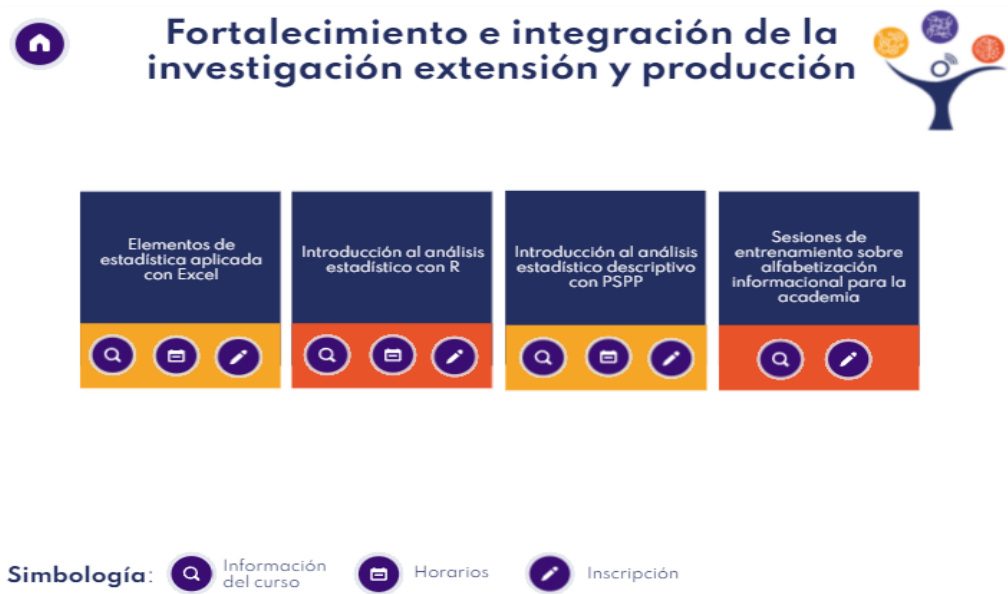 Fortalecimiento e integración de la
investigación extensión y producción
Elementos de
estadística aplicada
con Excel
Introducción al análisis
estadístico con R
Introducción al análisis
estadístico descriptivo
con PSPP
Sesiones de
entrenamiento sobre
alfabetización
informacional para la
academia
Simbología:
Información
del curso
Horarios
Inscripción